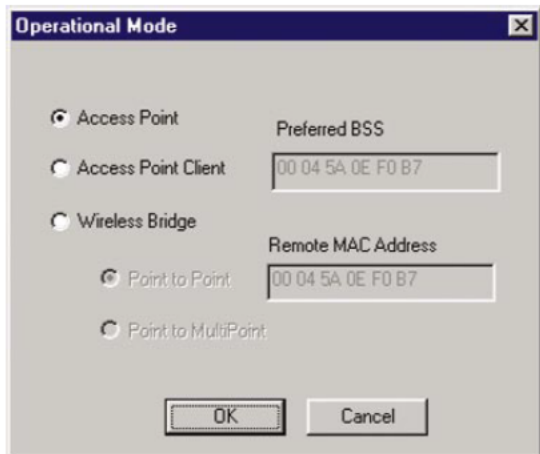 Operational Mode
Access Point
Preferred BSS
Access Point Client
00 04 5A 0E F0 B7
Wireless Bridge
Remote MAC Address
Point to Point
00 04 5A 0E F0 B7
Point to MultiPoint
OK
Cancel